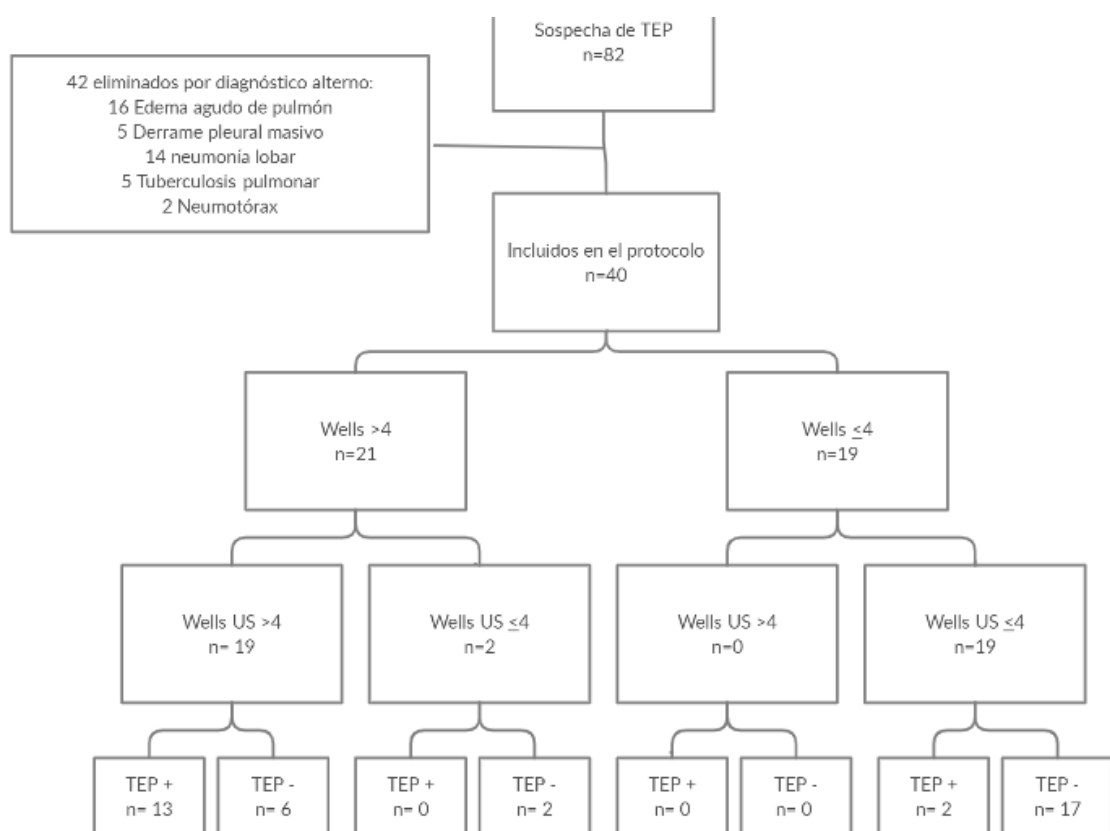 Sospecha de TEP
n=82
42 eliminados por diagnóstico alterno:
16 Edema agudo de pulmón
5 Derrame pleural masivo
14 neumonía lobar
5 Tuberculosis pulmonar
2 Neumotórax
Incluidos en el protocolo
n=40
Wells >4
n=21
Wells ≤4
n=19
Wells US >4
n= 19
Wells US ≤4
n=2
Wells US >4
n=0
Wells US ≤4
n=19
TEP +
n= 13
TEP -
n= 6
TEP +
n= 0
TEP -
n= 2
TEP +
n= 0
TEP -
n= 0
TEP +
n= 2
TEP -
n= 17